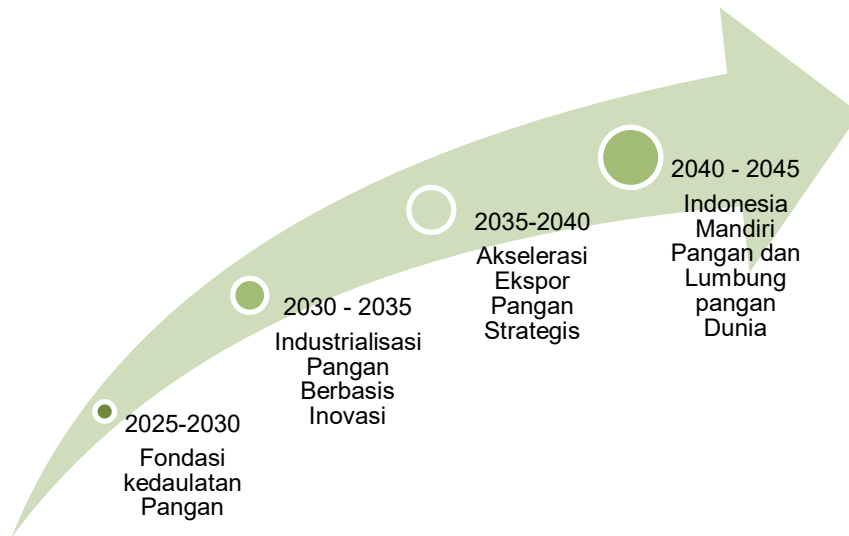 2025-2030
Fondasi
kedaulatan
Pangan
2030 - 2035
Industrialisasi
Pangan
Berbasis
Inovasi
2035-2040
Akselerasi
Ekspor
Pangan
Strategis
2040 - 2045
Indonesia
Mandiri
Pangan dan
Lumbung
pangan
Dunia